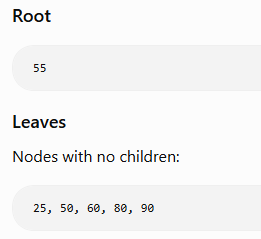 Root
55
Leaves
Nodes with no children:
25, 50, 60, 80, 90